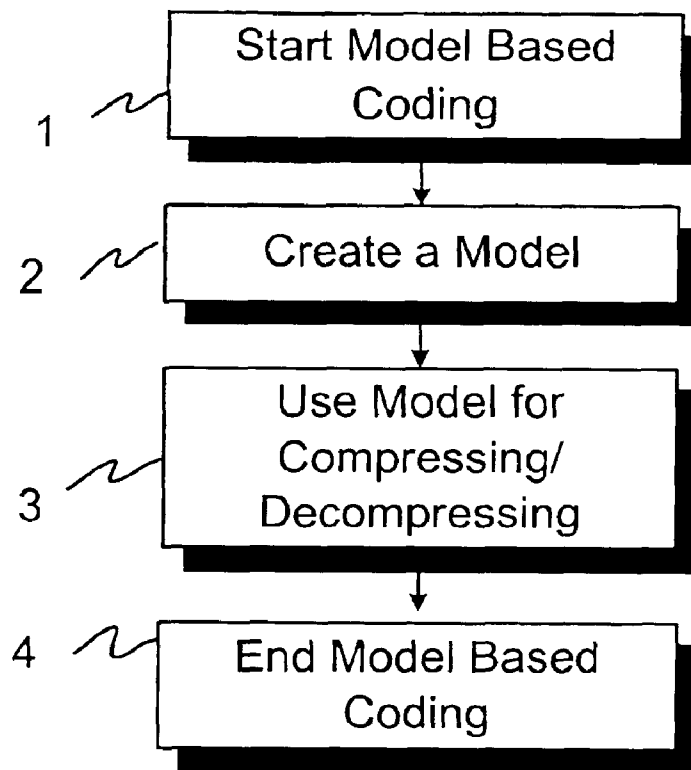 Start Model Based
Coding
1
Create a Model
2
Use Model for
Compressing/
Decompressing
3
End Model Based
Coding
4